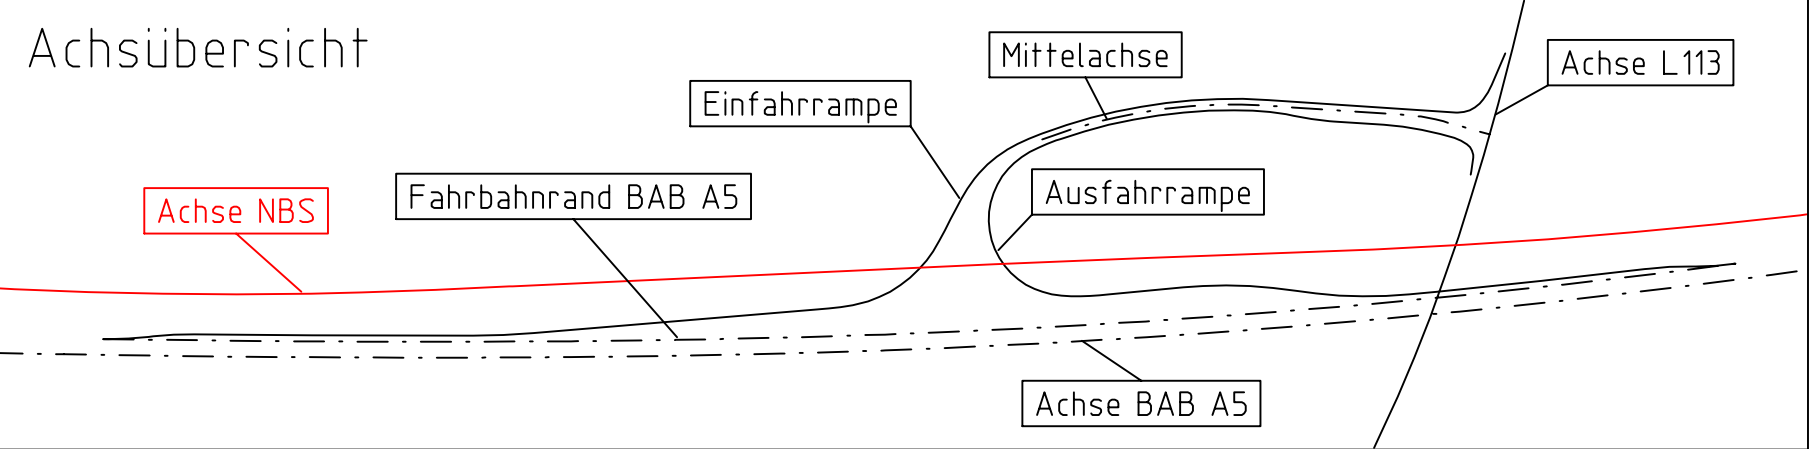 Achsübersicht
Mittelachse
Achse L113
Einfahrrampe
Fahrbahnrand BAB A5
Ausfahrrampe
Achse NBS
Achse BAB A5